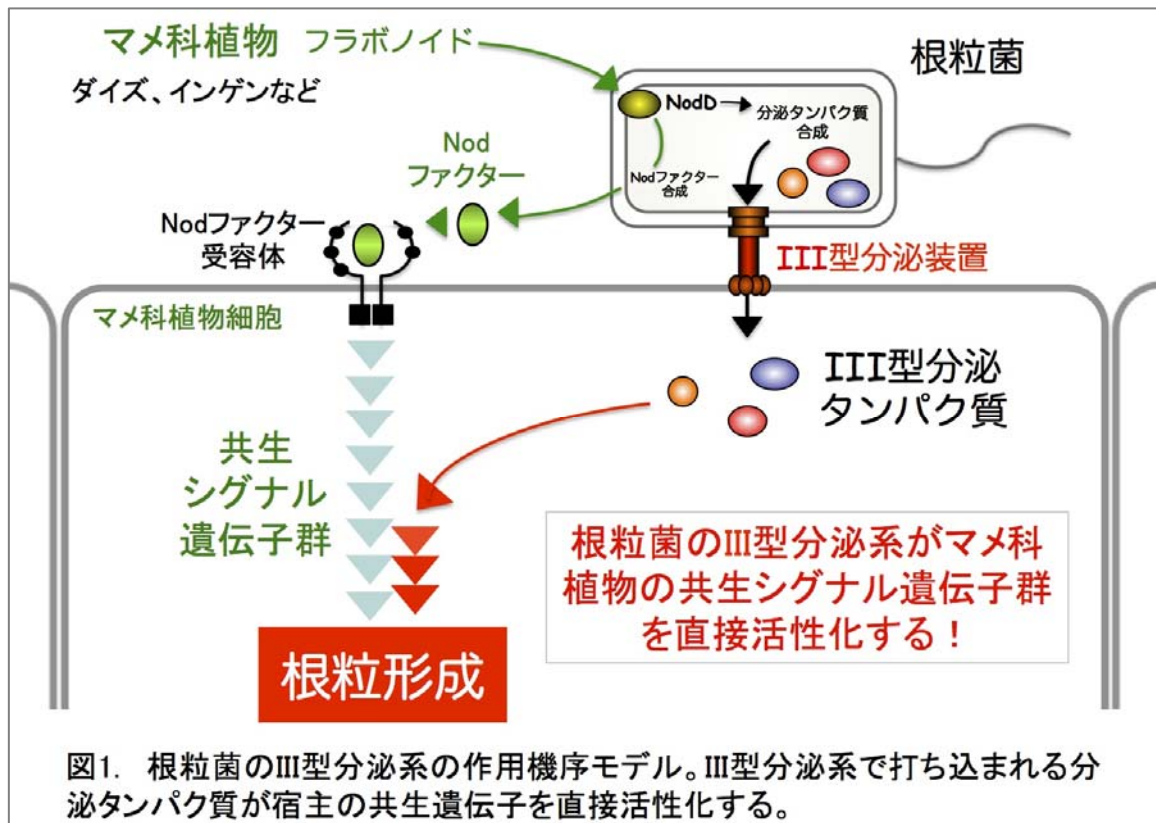 マメ科植物 フラボノイド
ダイズ、インゲンなど
根粒菌
NodD
分泌タンパク質
合成
Nodファクター
合成
Nod
ファクター
Nodファクター
受容体
III型分泌装置
マメ科植物細胞
III型分泌
タンパク質
共生
シグナル
遺伝子群
根粒菌のIII型分泌系がマメ科
植物の共生シグナル遺伝子群
を直接活性化する！
根粒形成
図1. 根粒菌のIII型分泌系の作用機序モデル。III型分泌系で打ち込まれる分
泌タンパク質が宿主の共生遺伝子を直接活性化する。